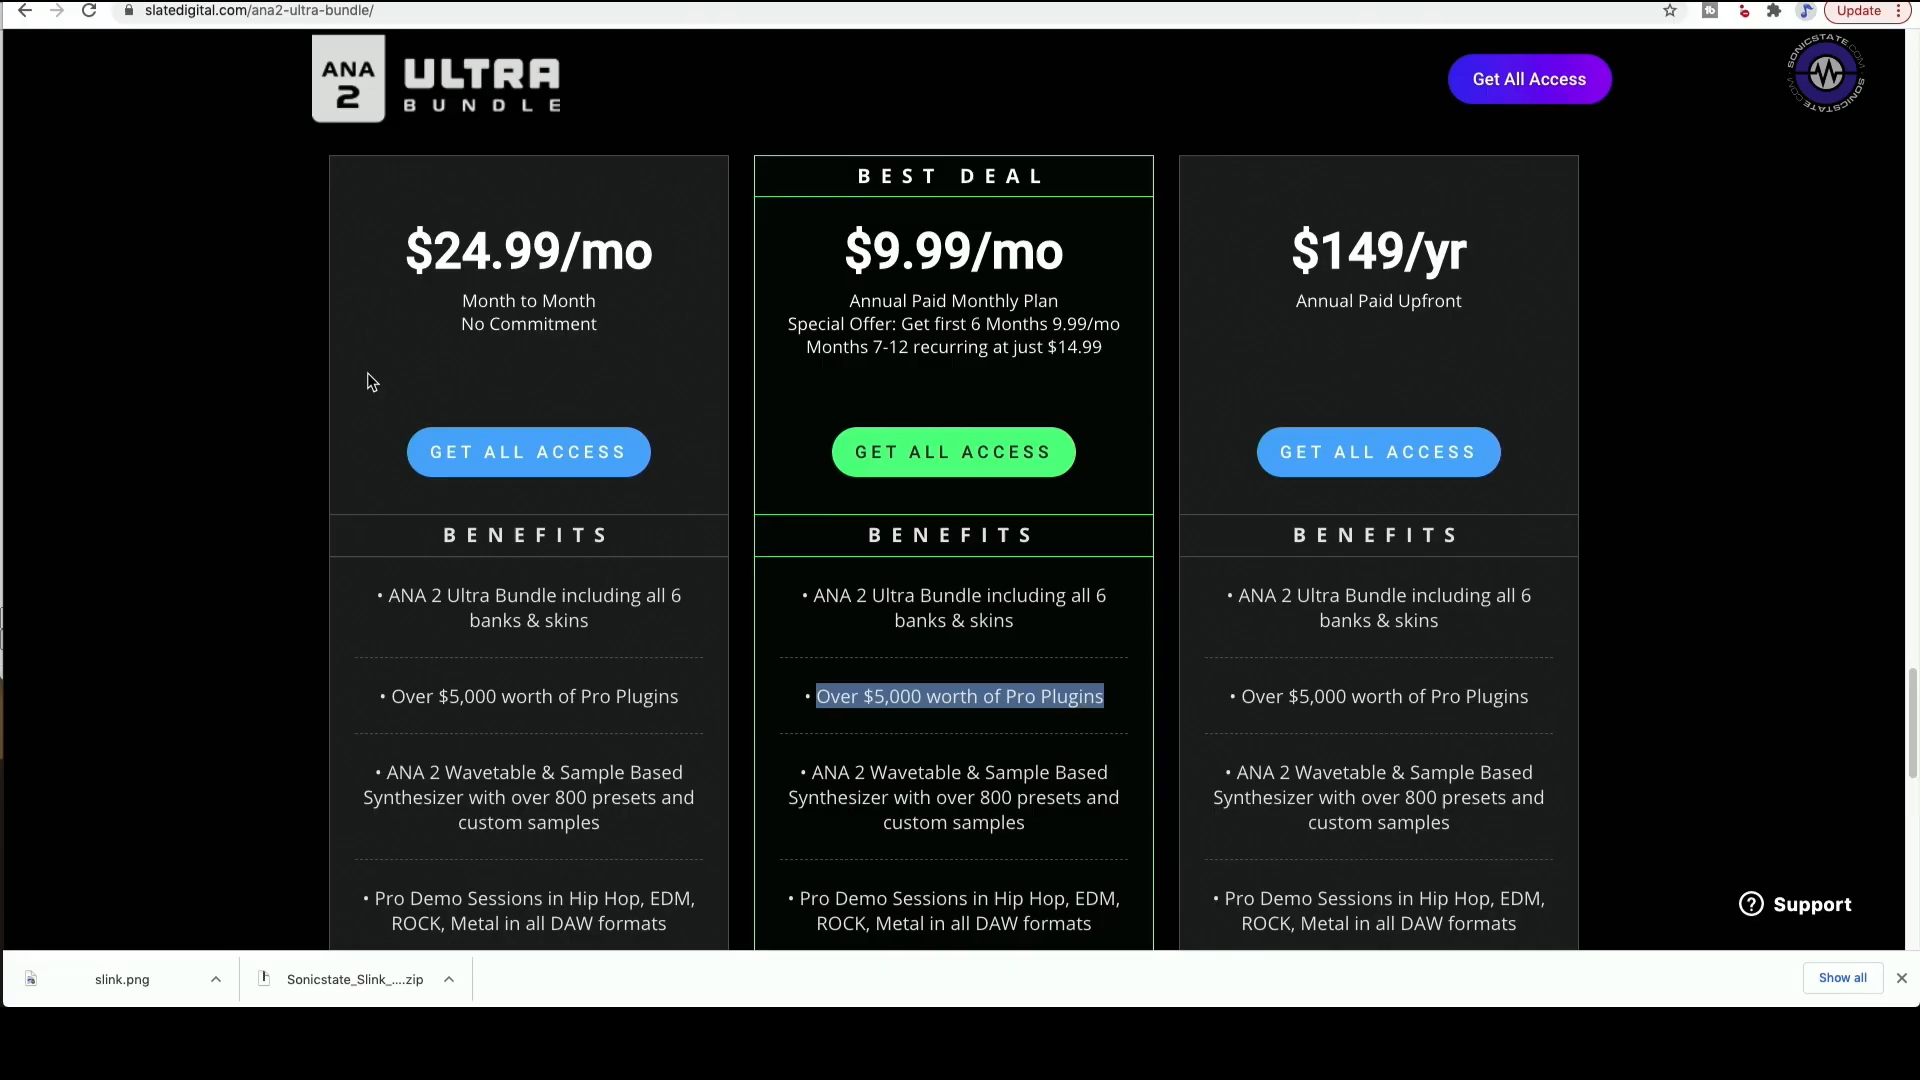 slatedigital.com/ana2-ultra-bundle/
Update
ANA
2
ULTRA
BUNDLE
Get All Access
SONICSTATE.COM
SONICSTATE.COM
$24.99/mo
Month to Month
No Commitment
GET ALL ACCESS
BENEFITS
• ANA 2 Ultra Bundle including all 6
banks & skins
• Over $5,000 worth of Pro Plugins
• ANA 2 Wavetable & Sample Based
Synthesizer with over 800 presets and
custom samples
• Pro Demo Sessions in Hip Hop, EDM,
ROCK, Metal in all DAW formats
BEST DEAL
$9.99/mo
Annual Paid Monthly Plan
Special Offer: Get first 6 Months 9.99/mo
Months 7-12 recurring at just $14.99
GET ALL ACCESS
BENEFITS
• ANA 2 Ultra Bundle including all 6
banks & skins
• Over $5,000 worth of Pro Plugins
• ANA 2 Wavetable & Sample Based
Synthesizer with over 800 presets and
custom samples
• Pro Demo Sessions in Hip Hop, EDM,
ROCK, Metal in all DAW formats
$149/yr
Annual Paid Upfront
GET ALL ACCESS
BENEFITS
• ANA 2 Ultra Bundle including all 6
banks & skins
• Over $5,000 worth of Pro Plugins
• ANA 2 Wavetable & Sample Based
Synthesizer with over 800 presets and
custom samples
• Pro Demo Sessions in Hip Hop, EDM,
ROCK, Metal in all DAW formats
? Support
slink.png
Sonicstate_Slink_....zip
Show all